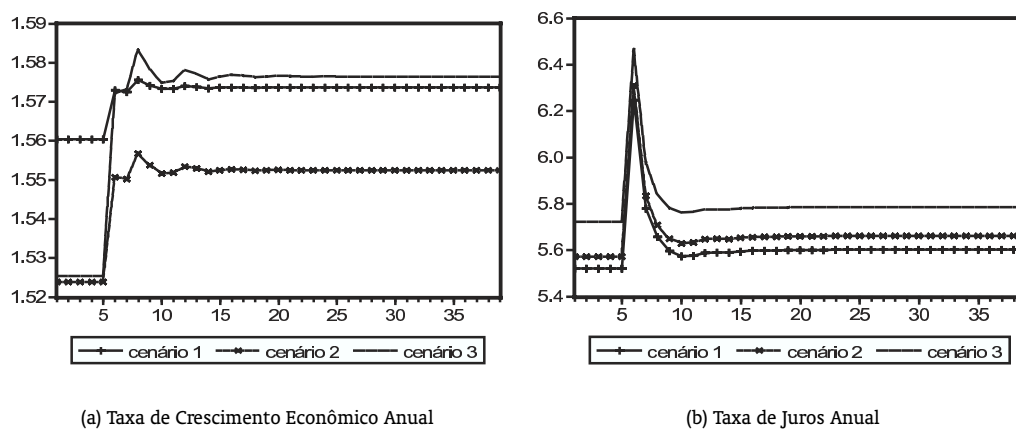 1.59
1.58
1.57
1.56
1.55
1.54
1.53
1.52
5 10 15 20 25 30 35
cenário 1 cenário 2 cenário 3
(a) Taxa de Crescimento Econômico Anual
6.6
6.4
6.2
6.0
5.8
5.6
5.4
5 10 15 20 25 30 35
cenário 1 cenário 2 cenário 3
(b) Taxa de Juros Anual